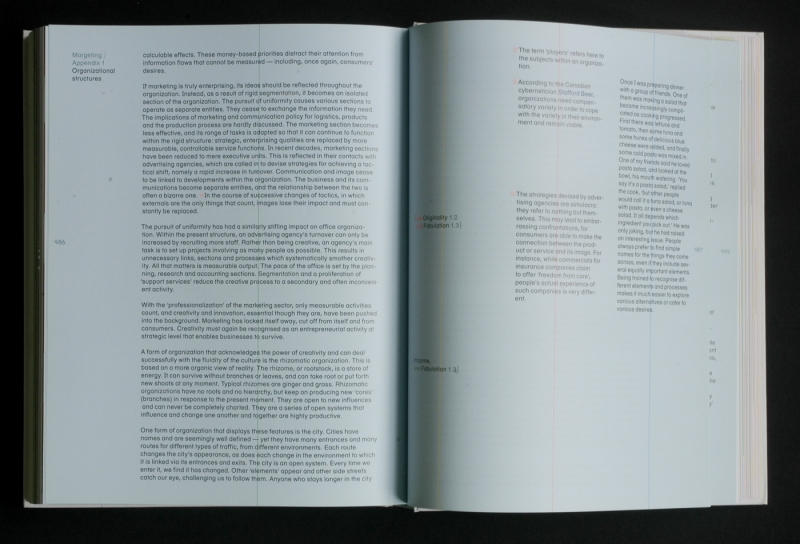 Margeting /
Appendix 1
Organizational
structures
486
calculable effects. These money-based priorities distract their attention from
information flaws that cannot be measured — including, once again, consumers'
desires.
If marketing is truly enterprising, its ideas should be reflected throughout the
organization. Instead, as a result of rigid segmentation, it becomes an isolated
section of the organization. The pursuit of uniformity causes various sections to
operate as separate entities. They cease to exchange the information they need.
The implications of marketing and communication policy for logistics, products
and the production process are hardly discussed. The marketing section becomes
less effective, and its range of tasks is adapted so that it can continue to function
within the rigid structure: strategic, enterprising qualities are replaced by more
measurable, controllable service functions. In recent decades, marketing sections
have been reduced to mere executive units. This is reflected in their contacts with
advertising agencies, which are called in to devise strategies for achieving a tac-
tical shift, namely a rapid increase in turnover. Communication and image cease
to be linked to developments within the organization. The business and its com-
munications become separate entities, and the relationship between the two is
often a bizarre one. In the course of successive changes of tactics, in which
externals are the only things that count, images lose their impact and must con-
stantly be replaced.
The pursuit of uniformity has had a similarly stifling impact on office organiza-
tion. Within the present structure, an advertising agency's turnover can only be
increased by recruiting more staff. Rather than being creative, an agency's main
task is to set up projects involving as many people as possible. This results in
unnecessary links, sections and processes which systematically smother creativ-
ity. All that matters is measurable output. The pace of the office is set by the plan-
ning, research and accounting sections. Segmentation and a proliferation of
'support services' reduce the creative process to a secondary and often inconveni-
ent activity.
With the 'professionalization' of the marketing sector, only measurable activities
count, and creativity and innovation, essential though they are, have been pushed
into the background. Marketing has locked itself away, cut off from itself and from
consumers. Creativity must again be recognised as an entrepreneurial activity at
strategic level that enables businesses to survive.
A form of organization that acknowledges the power of creativity and can deal
successfully with the fluidity of the culture is the rhizomatic organization. This is
based on a more organic view of reality. The rhizome, or rootstock, is a store of
energy. It can survive without branches or leaves, and can take root or put forth
new shoots at any moment. Typical rhizomes are ginger and grass. Rhizomatic
organizations have no roots and no hierarchy, but keep on producing new 'cores'
(branches) in response to the present moment. They are open to new influences
and can never be completely charted. They are a series of open systems that
influence and change one another and together are highly productive.
One form of organization that displays these features is the city. Cities have
names and are seemingly well defined — yet they have many entrances and many
routes for different types of traffic, from different environments. Each route
changes the city's appearance, as does each change in the environment to which
it is linked via its entrances and exits. The city is an open system. Every time we
enter it, we find it has changed. Other 'elements' appear and other side streets
catch our eye, challenging us to follow them. Anyone who stays longer in the city
Originality 1.2
Fabulation 1.3
Fabulation 1.3
The term 'players' refers here to
the subjects within an organiza-
tion.
According to the Canadian
cybernetician Stafford Beer,
organizations need compen-
satory variety in order to cope
with the variety in their environ-
ment and remain viable.
The strategies devised by adver-
tising agencies are simulacra:
they refer to nothing but them-
selves. This may lead to embar-
rassing confrontations, for
consumers are able to make the
connection between the prod-
uct or service and its image. For
instance, while commercials for
insurance companies claim
to offer 'freedom from care',
people's actual experience of
such companies is very differ-
ent.
Once I was preparing dinner
with a group of friends. One of
them was making a salad that
became increasingly compli-
cated as cooking progressed.
First there was lettuce and
tomato, then some tuna and
some hunks of delicious blue
cheese were added, and finally
some cold pasta was mixed in.
One of my friends said he loved
pasta salad, and looked at the
bowl, his mouth watering. 'You
say it's a pasta salad,' replied
the cook, 'but other people
would call it a tuna salad, or tuna
with pasta, or even a cheese
salad. It all depends which
ingredient you pick out.' He was
only joking, but he had raised
an interesting issue. People
always prefer to find simple
names for the things they come
across, even if they include sev-
eral equally important elements.
Being trained to recognise dif-
ferent elements and processes
makes it much easier to explore
various alternatives or cater to
various desires.